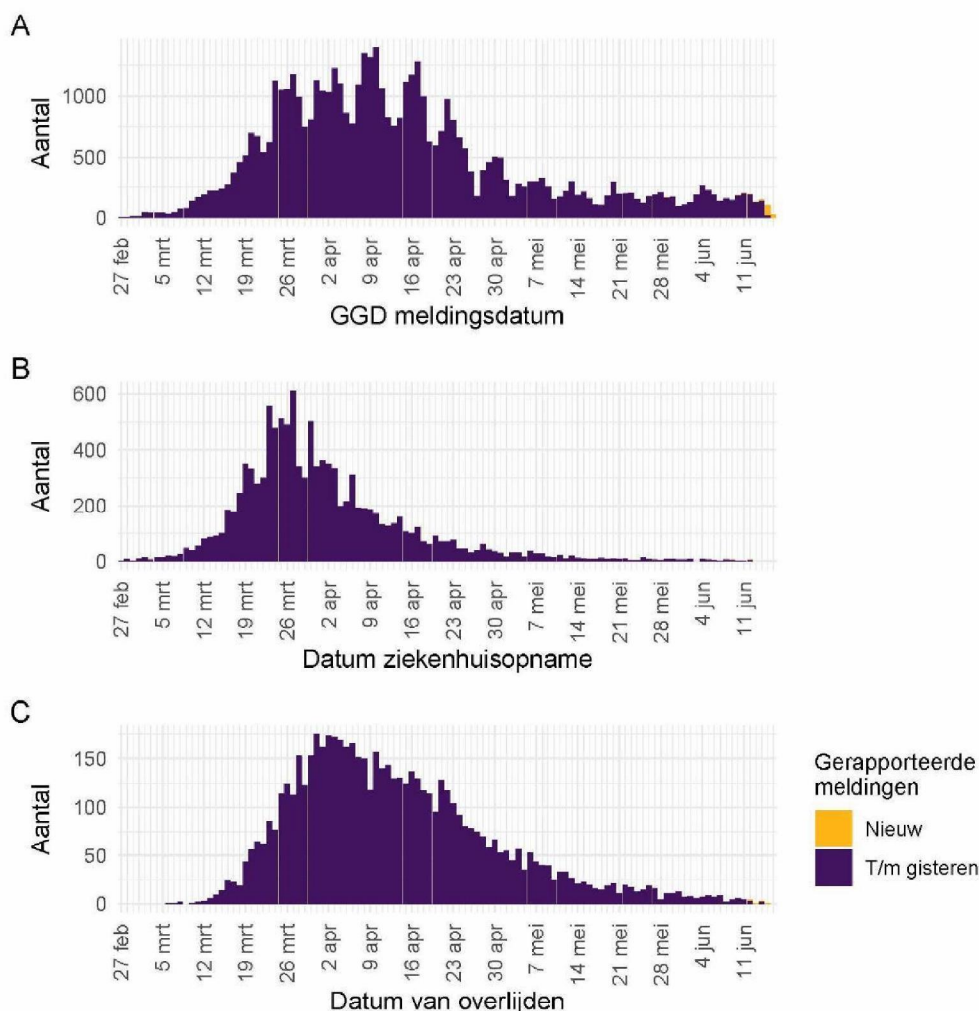 A
Aantal
1000
500
0
27 feb
5 mrt
12 mrt
19 mrt
26 mrt
2 apr
9 apr
16 apr
23 apr
30 apr
7 mei
14 mei
21 mei
28 mei
4 jun
11 jun
GGD meldingsdatum
B
Aantal
600
400
200
0
27 feb
5 mrt
12 mrt
19 mrt
26 mrt
2 apr
9 apr
16 apr
23 apr
30 apr
7 mei
14 mei
21 mei
28 mei
4 jun
11 jun
Datum ziekenhuisopname
C
Aantal
150
100
50
0
27 feb
5 mrt
12 mrt
19 mrt
26 mrt
2 apr
9 apr
16 apr
23 apr
30 apr
7 mei
14 mei
21 mei
28 mei
4 jun
11 jun
Datum van overlijden
Gerapporteerde
meldingen
Nieuw
T/m gisteren